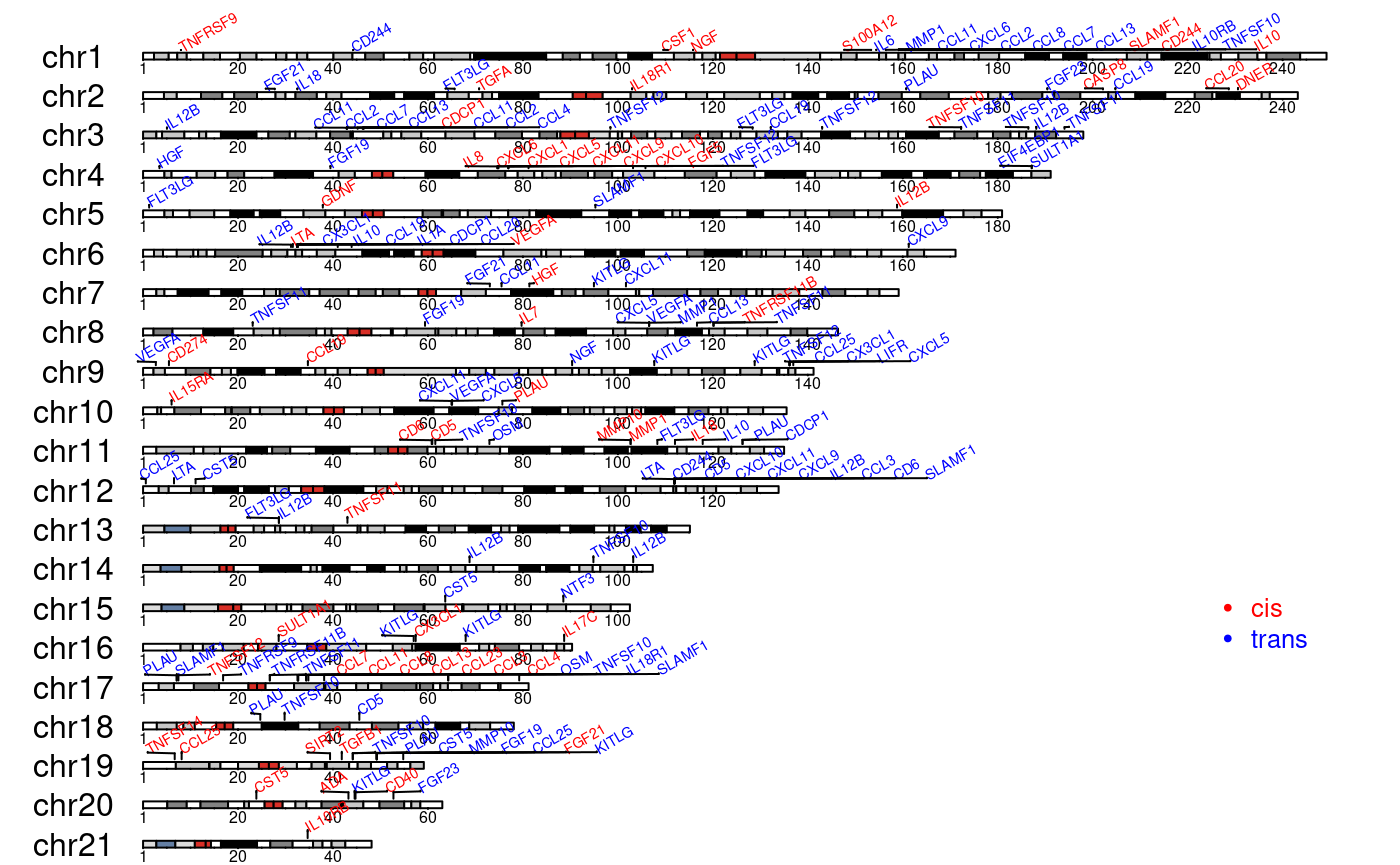 TNFRSF9 CD244 CSF1 NGF S100A12 IL6 MMP1 CCL11 CXCL6 CCL2 CCL8 CCL7 CCL13 SLAMF1 CD244 IL10RB TNFSF10 IL10
chr1
1 20 40 60 80 100 120 140 160 180 200 220 240
FGF21 IL18 FLT3LG TGFA IL18R1 PLAU FGF23 CASP8 CCL19 CCL20 DNER
chr2
1 20 40 60 80 100 120 140 160 180 200 220 240
IL12B CCL11 CCL2 CCL7 CCL13 CDCP1 CCL11 CCL2 CCL4 TNFSF12 FLT3LG CCL19 TNFSF12 TNFSF10 TNFSF11 TNFSF10 IL12B TNFSF11
chr3
1 20 40 60 80 100 120 140 160 180
HGF FGF19 IL8 CXCL6 CXCL1 CXCL5 CXCL11 CXCL9 CXCL10 FGF5 TNFSF12 FLT3LG EIF4EBP1 SULT1A1
chr4
1 20 40 60 80 100 120 140 160 180
FLT3LG GDNF SLAMF1 IL12B
chr5
1 20 40 60 80 100 120 140 160 180
IL12B LTA CX3CL1 IL10 CCL19 IL1A CDCP1 CCL20 VEGFA CXCL9
chr6
1 20 40 60 80 100 120 140 160
FGF21 CCL11 HGF KITLG CXCL11
chr7
1 20 40 60 80 100 120 140
TNFSF11 FGF19 IL7 CXCL5 VEGFA MMP1 CCL13 TNFRSF11B TNFSF11
chr8
1 20 40 60 80 100 120 140
VEGFA CD274 CCL19 NGF KITLG KITLG TNFSF12 CCL25 CX3CL1 LIFR CXCL5
chr9
1 20 40 60 80 100 120 140
IL15RA CXCL11 VEGFA CXCL5 PLAU
chr10
1 20 40 60 80 100 120
CD6 CD5 TNFSF10 OSM MMP10 MMP1 FLT3LG IL18 IL10 PLAU CDCP1
chr11
1 20 40 60 80 100 120
CCL25 LTA CST5 LTA CD244 CD5 CXCL10 CXCL11 CXCL9 IL12B CCL3 CD6 SLAMF1
chr12
1 20 40 60 80 100 120
FLT3LG IL12B TNFSF11
chr13
1 20 40 60 80 100
IL12B TNFSF10 IL12B
chr14
1 20 40 60 80 100
CST5 NTF3
chr15
1 20 40 60 80 100
cis
SULT1A1 KITLG CX3CL1 KITLG IL17C
trans
chr16
1 20 40 60 80
PLAU SLAMF1 TNFSF12 TNFRSF9 TNFRSF11B TNFSF11 CCL7 CCL11 CCL8 CCL13 CCL23 CCL3 CCL4 OSM TNFSF10 IL18R1 SLAMF1
chr17
1 20 40 60 80
PLAU TNFSF10 CD5
chr18
1 20 40 60
TNFSF14 CCL25 SIRT2 TGFB1 TNFSF10 PLAU CST5 MMP10 FGF19 CCL25 FGF21 KITLG
chr19
1 20 40
CST5 ADA KITLG CD40 FGF23
chr20
1 20 40 60
IL10RB
chr21
1 20 40